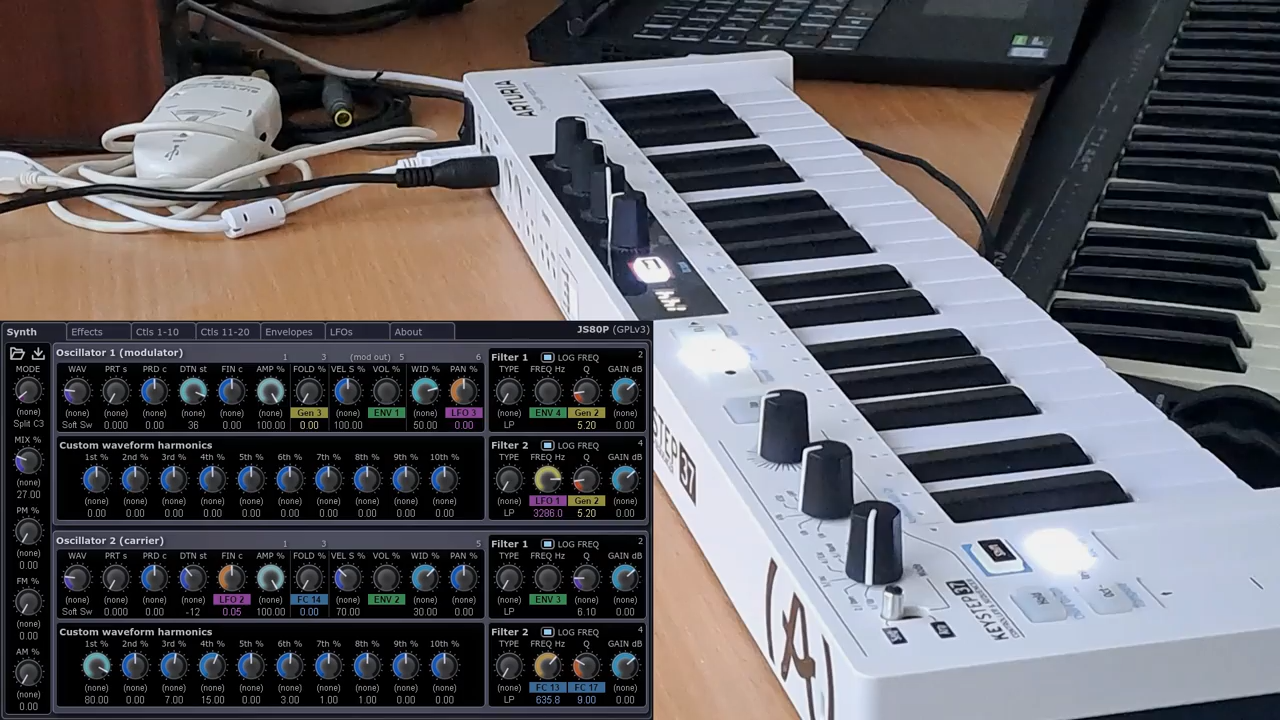 ARTURIA
STEP 37
KEYSTEP 37
Synth Effects Ctls 1-10 Ctls 11-20 Envelopes LFOs About JS80P (GPLv3)
MODE
(none)
Split C3
MIX %
(none)
27.00
PM %
(none)
0.00
FM %
(none)
0.00
AM %
(none)
0.00
Oscillator 1 (modulator) 1 3 (mod out) 5 6
WAV PRT s PRD c DTN st FIN c AMP % FOLD % VEL S % VOL % WID % PAN %
(none) (none) (none) (none) (none) (none) Gen 3 (none) ENV 1 (none) LFO 3
Soft Sw 0.000 0.00 36 0.00 100.00 0.00 100.00 50.00 0.00
Filter 1 LOG FREQ 2
TYPE FREQ Hz Q GAIN dB
(none) ENV 4 Gen 2 (none)
LP 5.20 0.00
Custom waveform harmonics
1st % 2nd % 3rd % 4th % 5th % 6th % 7th % 8th % 9th % 10th %
(none) (none) (none) (none) (none) (none) (none) (none) (none) (none)
0.00 0.00 0.00 0.00 0.00 0.00 0.00 0.00 0.00 0.00
Filter 2 LOG FREQ 4
TYPE FREQ Hz Q GAIN dB
(none) LFO 1 Gen 2 (none)
LP 3286.0 5.20 0.00
Oscillator 2 (carrier) 1 3 5
WAV PRT s PRD c DTN st FIN c AMP % FOLD % VEL S % VOL % WID % PAN %
(none) (none) (none) (none) LFO 2 (none) FC 14 (none) ENV 2 (none) (none)
Soft Sw 0.000 0.00 -12 0.05 100.00 0.00 70.00 30.00 0.00
Filter 1 LOG FREQ 2
TYPE FREQ Hz Q GAIN dB
(none) ENV 3 (none) (none)
LP 6.10 0.00
Custom waveform harmonics
1st % 2nd % 3rd % 4th % 5th % 6th % 7th % 8th % 9th % 10th %
(none) (none) (none) (none) (none) (none) (none) (none) (none) (none)
80.00 0.00 7.00 15.00 0.00 3.00 1.00 1.00 0.00 0.00
Filter 2 LOG FREQ 4
TYPE FREQ Hz Q GAIN dB
(none) FC 13 FC 17 (none)
LP 635.8 9.00 0.00